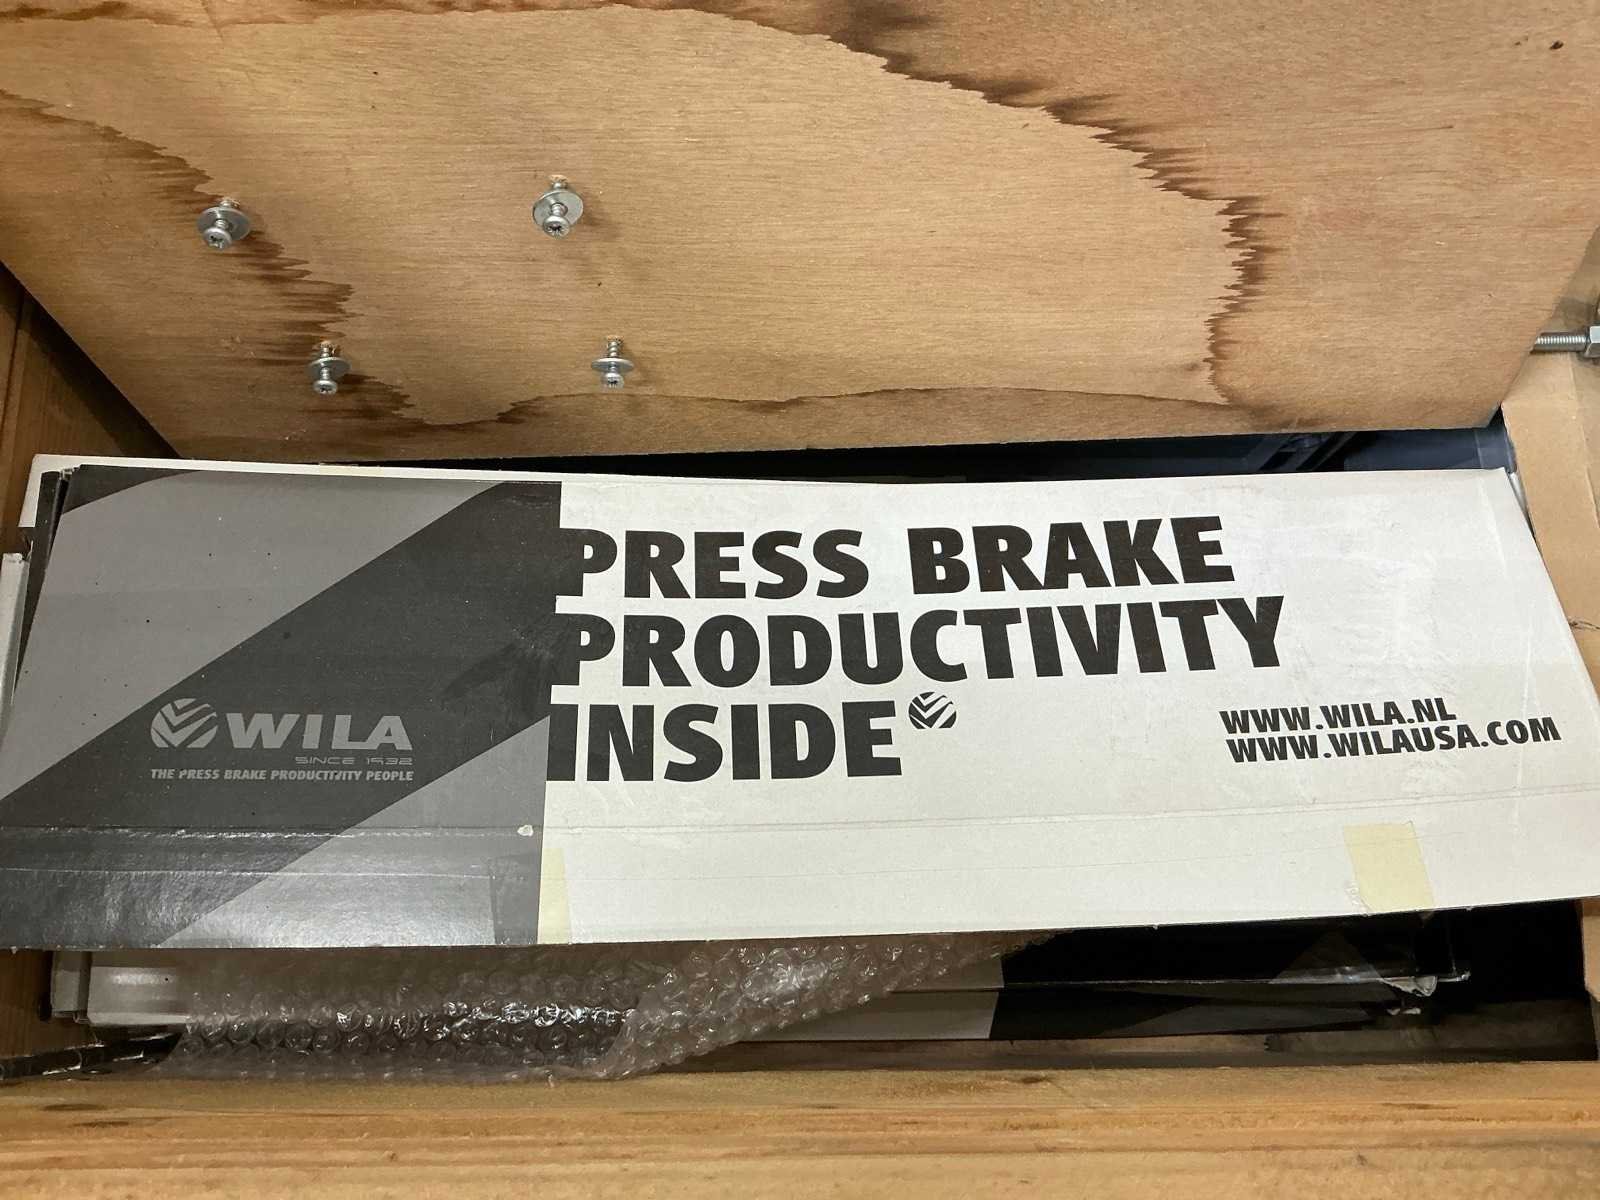 PRESS BRAKE
PRODUCTIVITY
INSIDE
WILA
SINCE 1932
THE PRESS BRAKE PRODUCTIVITY PEOPLE
WWW.WILA.NL
WWW.WILAUSA.COM